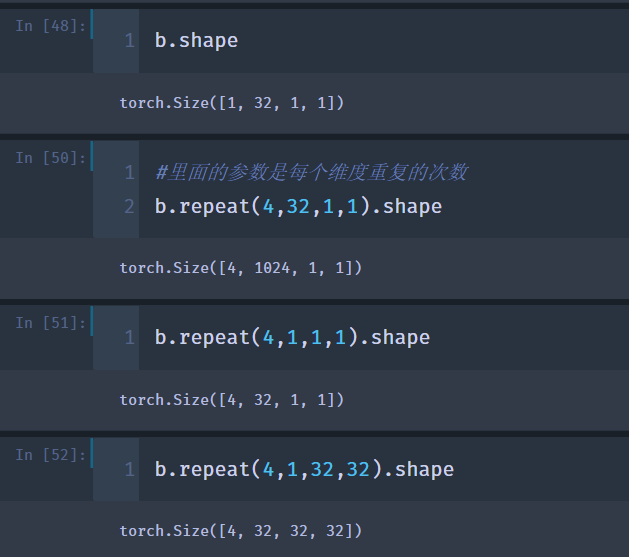 In [48]:
1 b.shape
torch.Size([1, 32, 1, 1])
In [50]:
1 #里面的参数是每个维度重复的次数
2 b.repeat(4,32,1,1).shape
torch.Size([4, 1024, 1, 1])
In [51]:
1 b.repeat(4,1,1,1).shape
torch.Size([4, 32, 1, 1])
In [52]:
1 b.repeat(4,1,32,32).shape
torch.Size([4, 32, 32, 32])